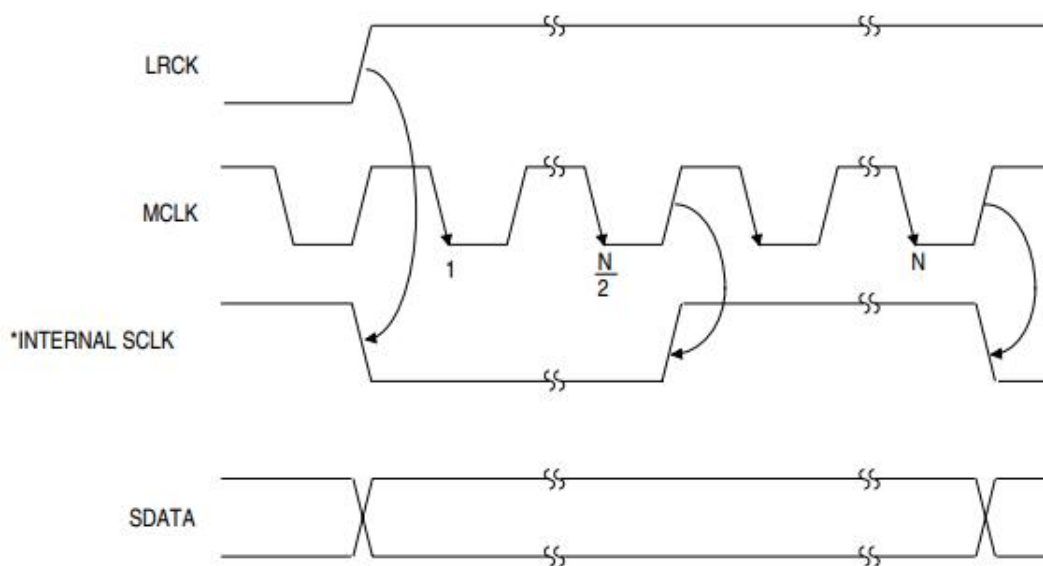 LRCK
MCLK
1
N
2
N
*INTERNAL SCLK
SDATA